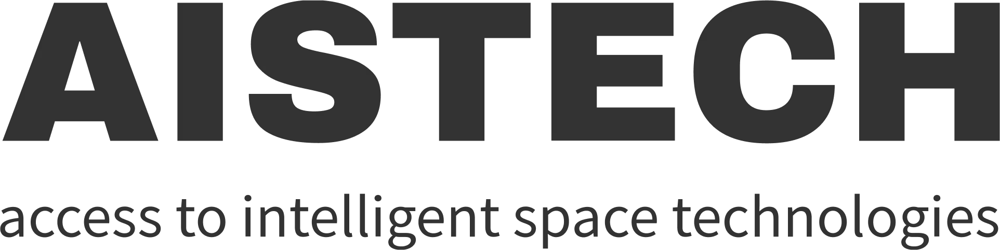 AISTECH
access to intelligent space technologies